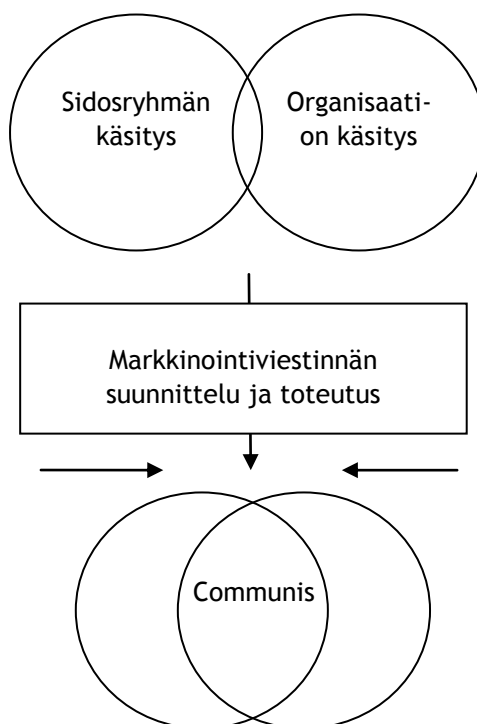 Sidosryhmän
käsitys
Organisaati-
on käsitys
Markkinointiviestinnän
suunnittelu ja toteutus
Communis